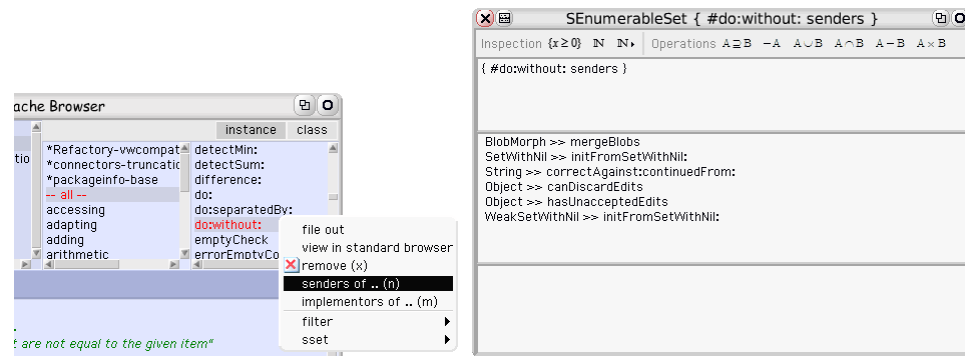 SEnumerableSet { #do:without: senders }
Inspection {x≥0} ℕ ℕ▸ Operations A⊇B −A A∪B A∩B A−B A×B
{ #do:without: senders }
BlobMorph >> mergeBlobs
SetWithNil >> initFromSetWithNil:
String >> correctAgainst:continuedFrom:
Object >> canDiscardEdits
Object >> hasUnacceptedEdits
WeakSetWithNil >> initFromSetWithNil:
ache Browser
instance class
tio
*Refactory-vwcompat
*connectors-truncatic
*packageinfo-base
-- all --
accessing
adapting
adding
arithmetic
detectMin:
detectSum:
difference:
do:
do:separatedBy:
do:without:
emptyCheck
errorEmptyCo
file out
view in standard browser
remove (x)
senders of .. (n)
implementors of .. (m)
filter
sset
t are not equal to the given item"